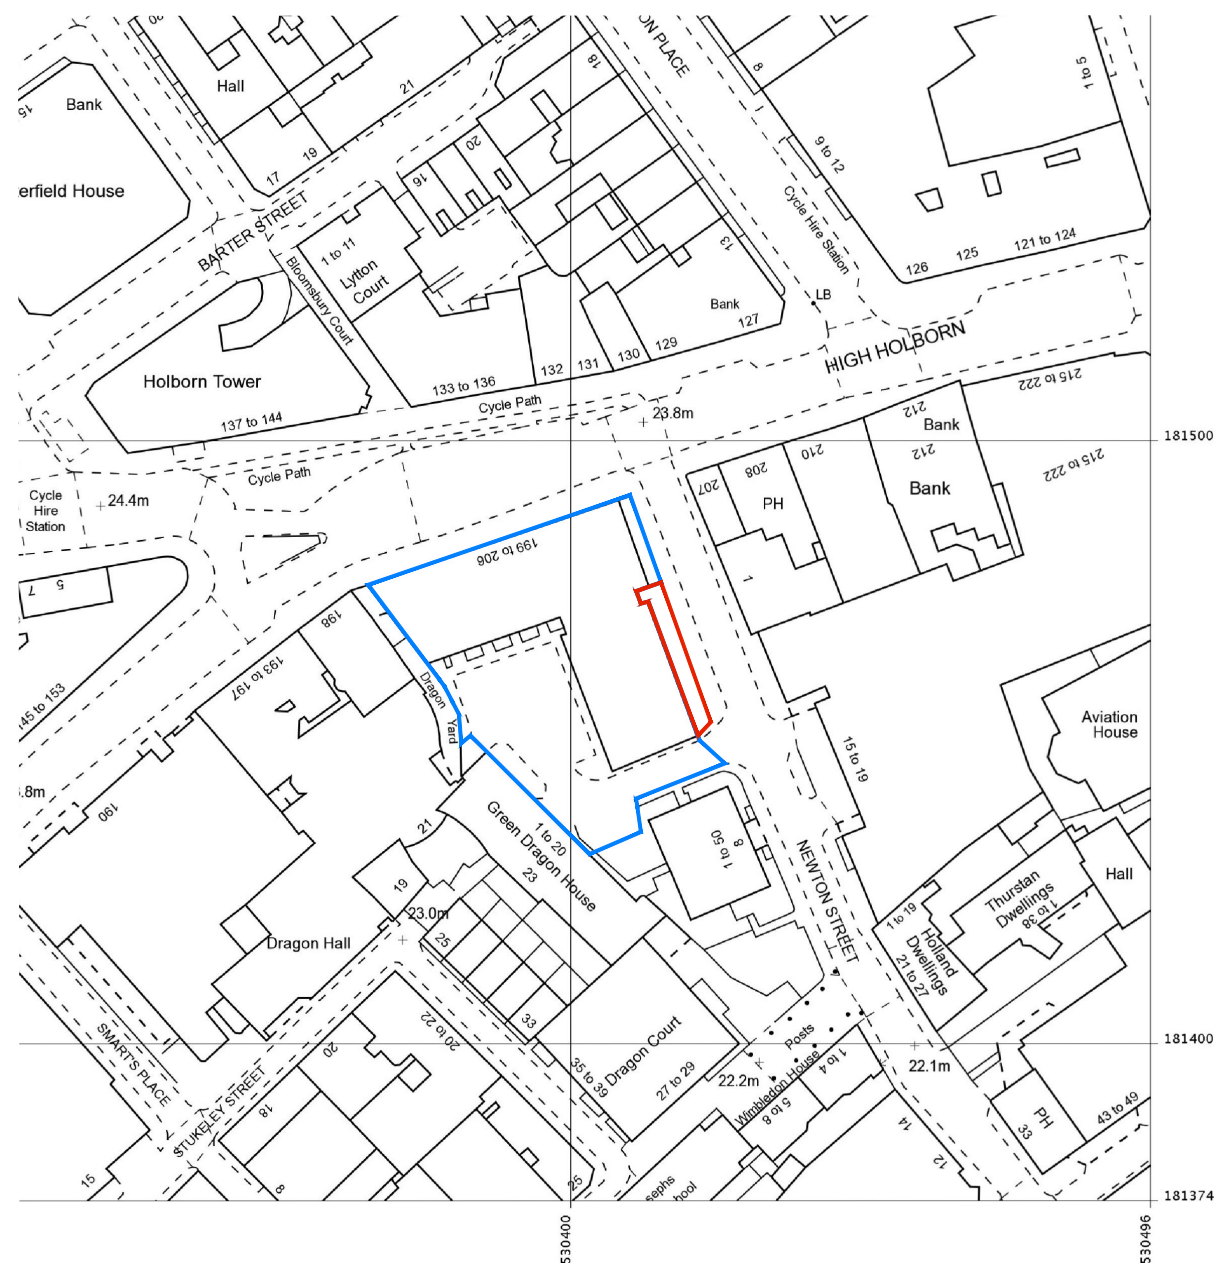 20
Hall
21
18
ON PLACE
8
1 to 5
15
Bank
17
19
20
16
9 to 12
erfield House
BARTER STREET
1 to 11
Lytton
Court
Bloomsbury Court
13
Cycle Hire Station
126
125
121 to 124
Bank
LB
127
129
130
131
132
133 to 136
HIGH HOLBORN
Holborn Tower
137 to 144
Cycle Path
23.8m
215 to 222
212
Bank
181500
Cycle Path
207
208
210
212
Bank
215 to 222
PH
Cycle
Hire
Station
24.4m
199 to 206
7
5
1
198
193 to 197
Dragon
Yard
145 to 153
Aviation
House
15 to 19
.8m
190
21
Green Dragon House
1 to 20
23
8
1 to 50
NEWTON STREET
19
23.0m
25
Dragon Hall
Thurstan
Dwellings
1 to 38
Hall
1 to 19
Holland
Dwellings
21 to 27
33
SMART'S PLACE
20
20 to 22
Dragon Court
35 to 39
27 to 29
Posts
Wimbledon House
1 to 4
5 to 8
22.2m
22.1m
181400
STUKELEY STREET
18
14
12
33
PH
43 to 49
15
8
25
sephs
hool
181374
530400
530496